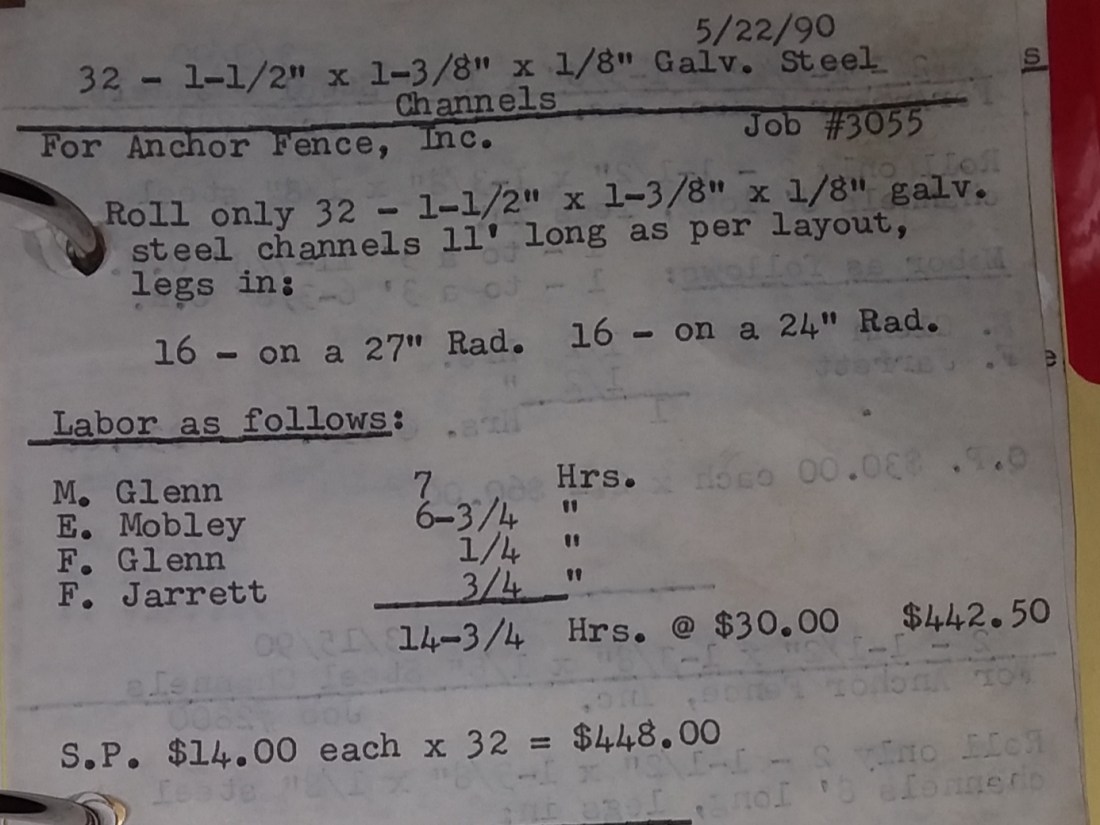 5/22/90
32 - 1-1/2" x 1-3/8" x 1/8" Galv. Steel
Channels
For Anchor Fence, Inc. Job #3055
Roll only 32 - 1-1/2" x 1-3/8" x 1/8" galv.
steel channels 11' long as per layout,
legs in:
16 - on a 27" Rad. 16 - on a 24" Rad.
Labor as follows:
M. Glenn 7 Hrs.
E. Mobley 6-3/4 "
F. Glenn 1/4 "
F. Jarrett 3/4 "
14-3/4 Hrs. @ $30.00 $442.50
S.P. $14.00 each x 32 = $448.00
s
e